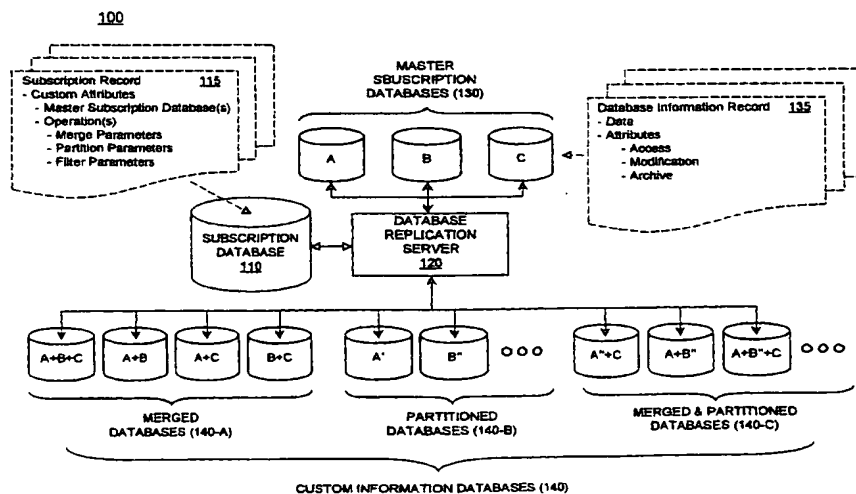 100
Subscription Record 115
- Custom Attributes
- Master Subscription Database(s)
- Operation(s)
- Merge Parameters
- Partition Parameters
- Filter Parameters
MASTER
SBUSCRIPTION
DATABASES (130)
Database Information Record 135
- Data
- Attributes
- Access
- Modification
- Archive
A
B
C
SUBSCRIPTION
DATABASE
110
DATABASE
REPLICATION
SERVER
120
A+B+C
A+B
A+C
B+C
A'
B"
A"+C
A+B"
A+B"+C
MERGED
DATABASES (140-A)
PARTITIONED
DATABASES (140-B)
MERGED & PARTITIONED
DATABASES (140-C)
CUSTOM INFORMATION DATABASES (140)